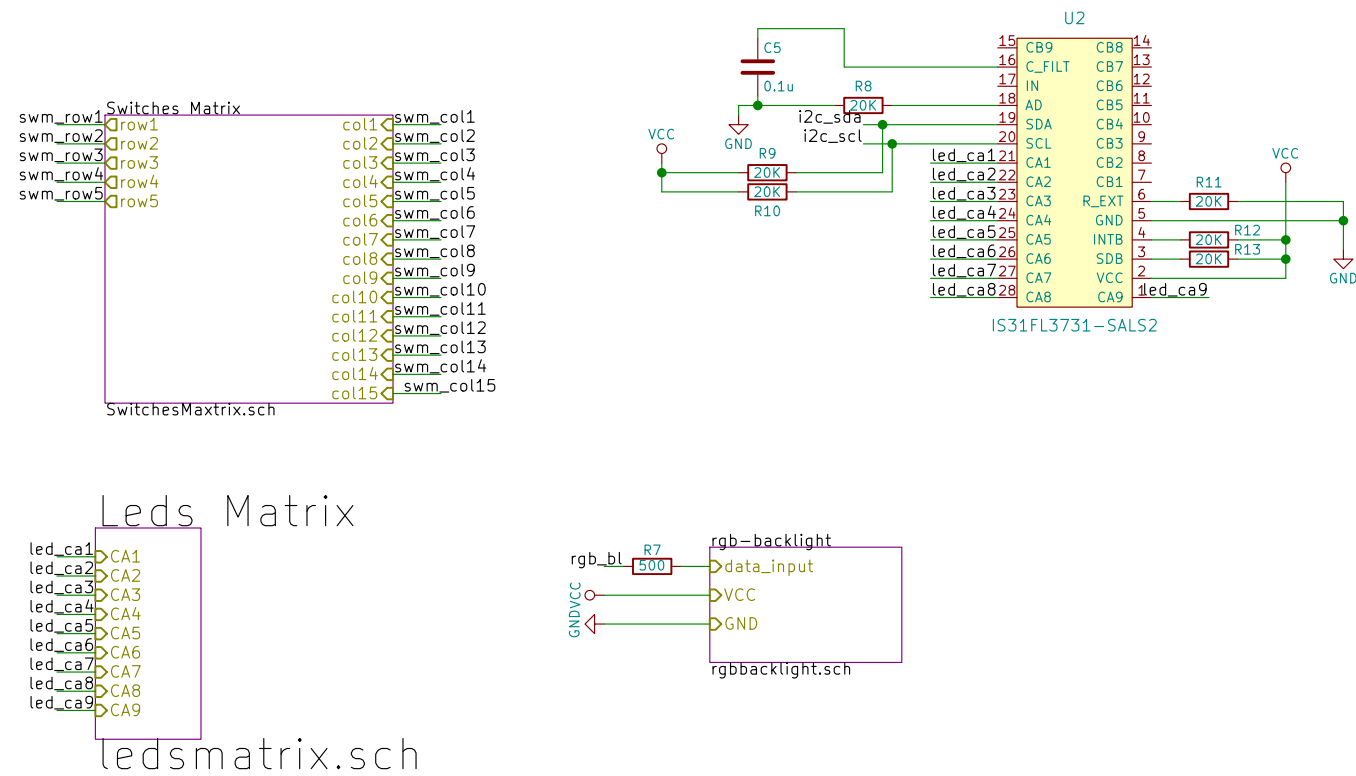 Switches Matrix
swm_row1 row1 col1 swm_col1
swm_row2 row2 col2 swm_col2
swm_row3 row3 col3 swm_col3
swm_row4 row4 col4 swm_col4
swm_row5 row5 col5 swm_col5
col6 swm_col6
col7 swm_col7
col8 swm_col8
col9 swm_col9
col10 swm_col10
col11 swm_col11
col12 swm_col12
col13 swm_col13
col14 swm_col14
col15 swm_col15
SwitchesMaxtrix.sch
U2
C5
0.1u
GND
R8
20K
i2c_sda
i2c_scl
VCC
R9
20K
20K
R10
15 CB9 CB8 14
16 C_FILT CB7 13
17 IN CB6 12
18 AD CB5 11
19 SDA CB4 10
20 SCL CB3 9
led_ca1 21 CA1 CB2 8
led_ca2 22 CA2 CB1 7
led_ca3 23 CA3 R_EXT 6
led_ca4 24 CA4 GND 5
led_ca5 25 CA5 INTB 4
led_ca6 26 CA6 SDB 3
led_ca7 27 CA7 VCC 2
led_ca8 28 CA8 CA9 1 led_ca9
IS31FL3731-SALS2
VCC
R11
20K
R12
20K
R13
20K
GND
Leds Matrix
led_ca1 CA1
led_ca2 CA2
led_ca3 CA3
led_ca4 CA4
led_ca5 CA5
led_ca6 CA6
led_ca7 CA7
led_ca8 CA8
led_ca9 CA9
ledsmatrix.sch
rgb-backlight
rgb_bl R7
500
data_input
VCC VCC
GND GND
rgbbacklight.sch